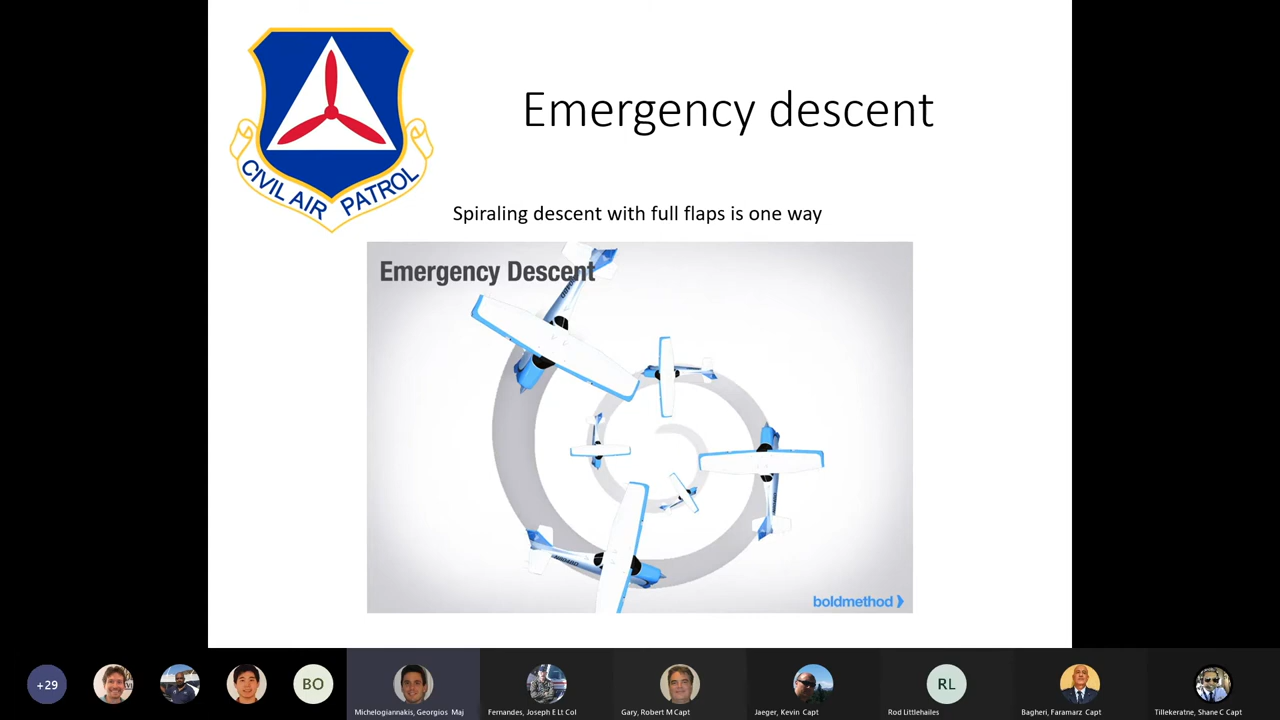 CIVIL AIR PATROL
Emergency descent
Spiraling descent with full flaps is one way
Emergency Descent
boldmethod
+29
BO
Michelogiannakis, Georgios Maj
Fernandes, Joseph E Lt Col
Gary, Robert M Capt
Jaeger, Kevin Capt
RL
Rod Littlehailes
Bagheri, Faramarz Capt
Tillekeratne, Shane C Capt